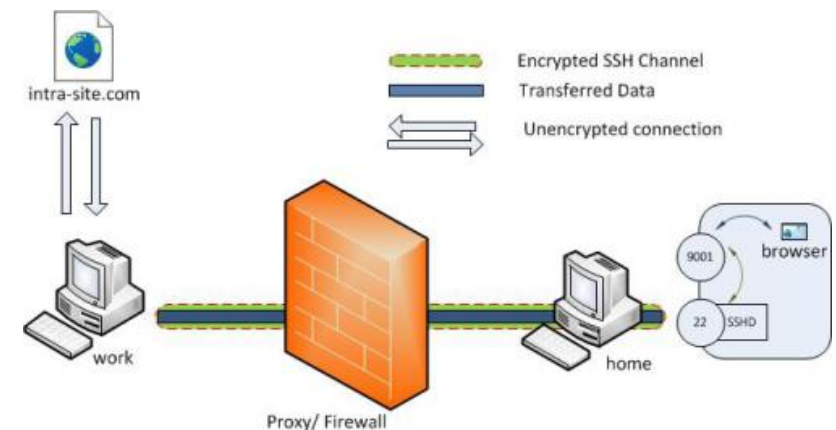 intra-site.com
Encrypted SSH Channel
Transferred Data
Unencrypted connection
work
Proxy/ Firewall
home
9001
browser
22
SSHD